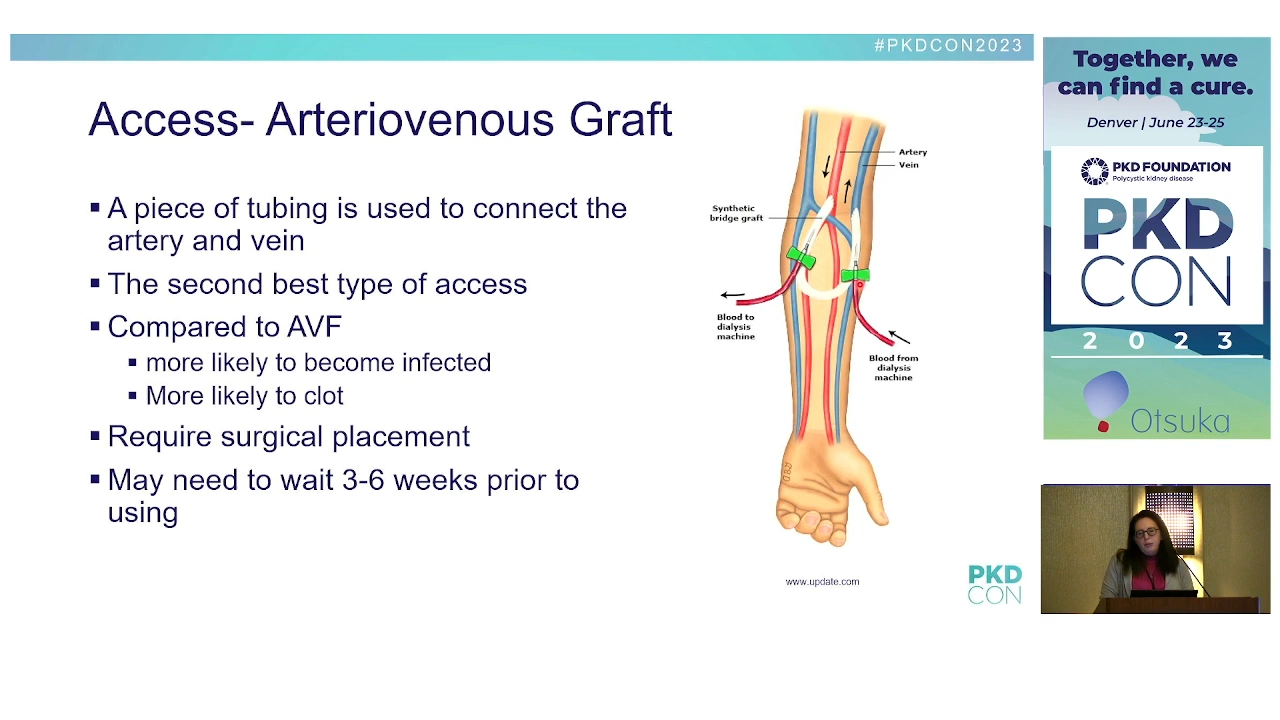 #PKDCON2023
Access- Arteriovenous Graft
▪ A piece of tubing is used to connect the
artery and vein
▪ The second best type of access
▪ Compared to AVF
▪ more likely to become infected
▪ More likely to clot
▪ Require surgical placement
▪ May need to wait 3-6 weeks prior to
using
Artery
Vein
Synthetic
bridge graft
Blood to
dialysis
machine
Blood from
dialysis
machine
www.update.com
PKD
CON
Together, we
can find a cure.
Denver | June 23-25
PKD FOUNDATION
Polycystic kidney disease
PKD
CON
2 0 2 3
Otsuka